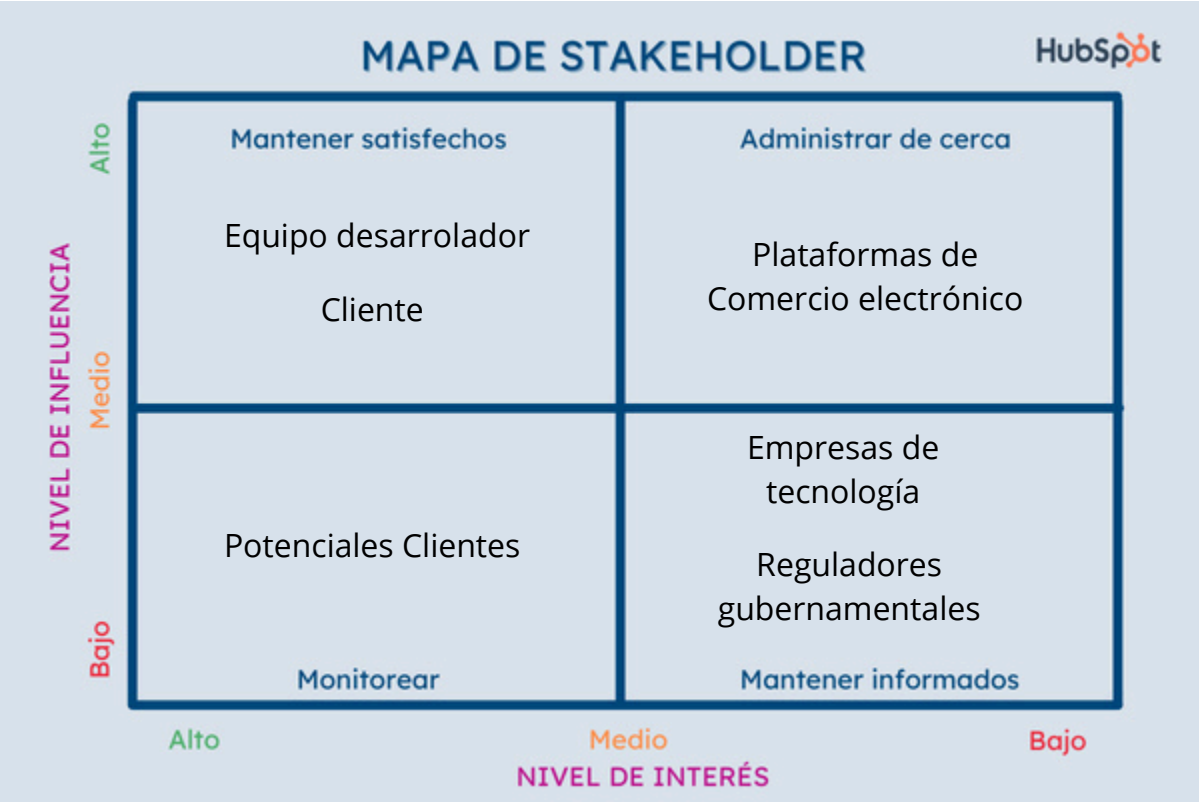 MAPA DE STAKEHOLDER
HubSpot
Alto
Medio
Bajo
NIVEL DE INFLUENCIA
Mantener satisfechos
Equipo desarrolador
Cliente
Administrar de cerca
Plataformas de
Comercio electrónico
Potenciales Clientes
Monitorear
Empresas de
tecnología
Reguladores
gubernamentales
Mantener informados
Alto
Medio
Bajo
NIVEL DE INTERÉS